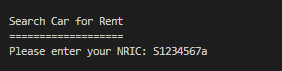 Search Car for Rent
===================
Please enter your NRIC: S1234567a